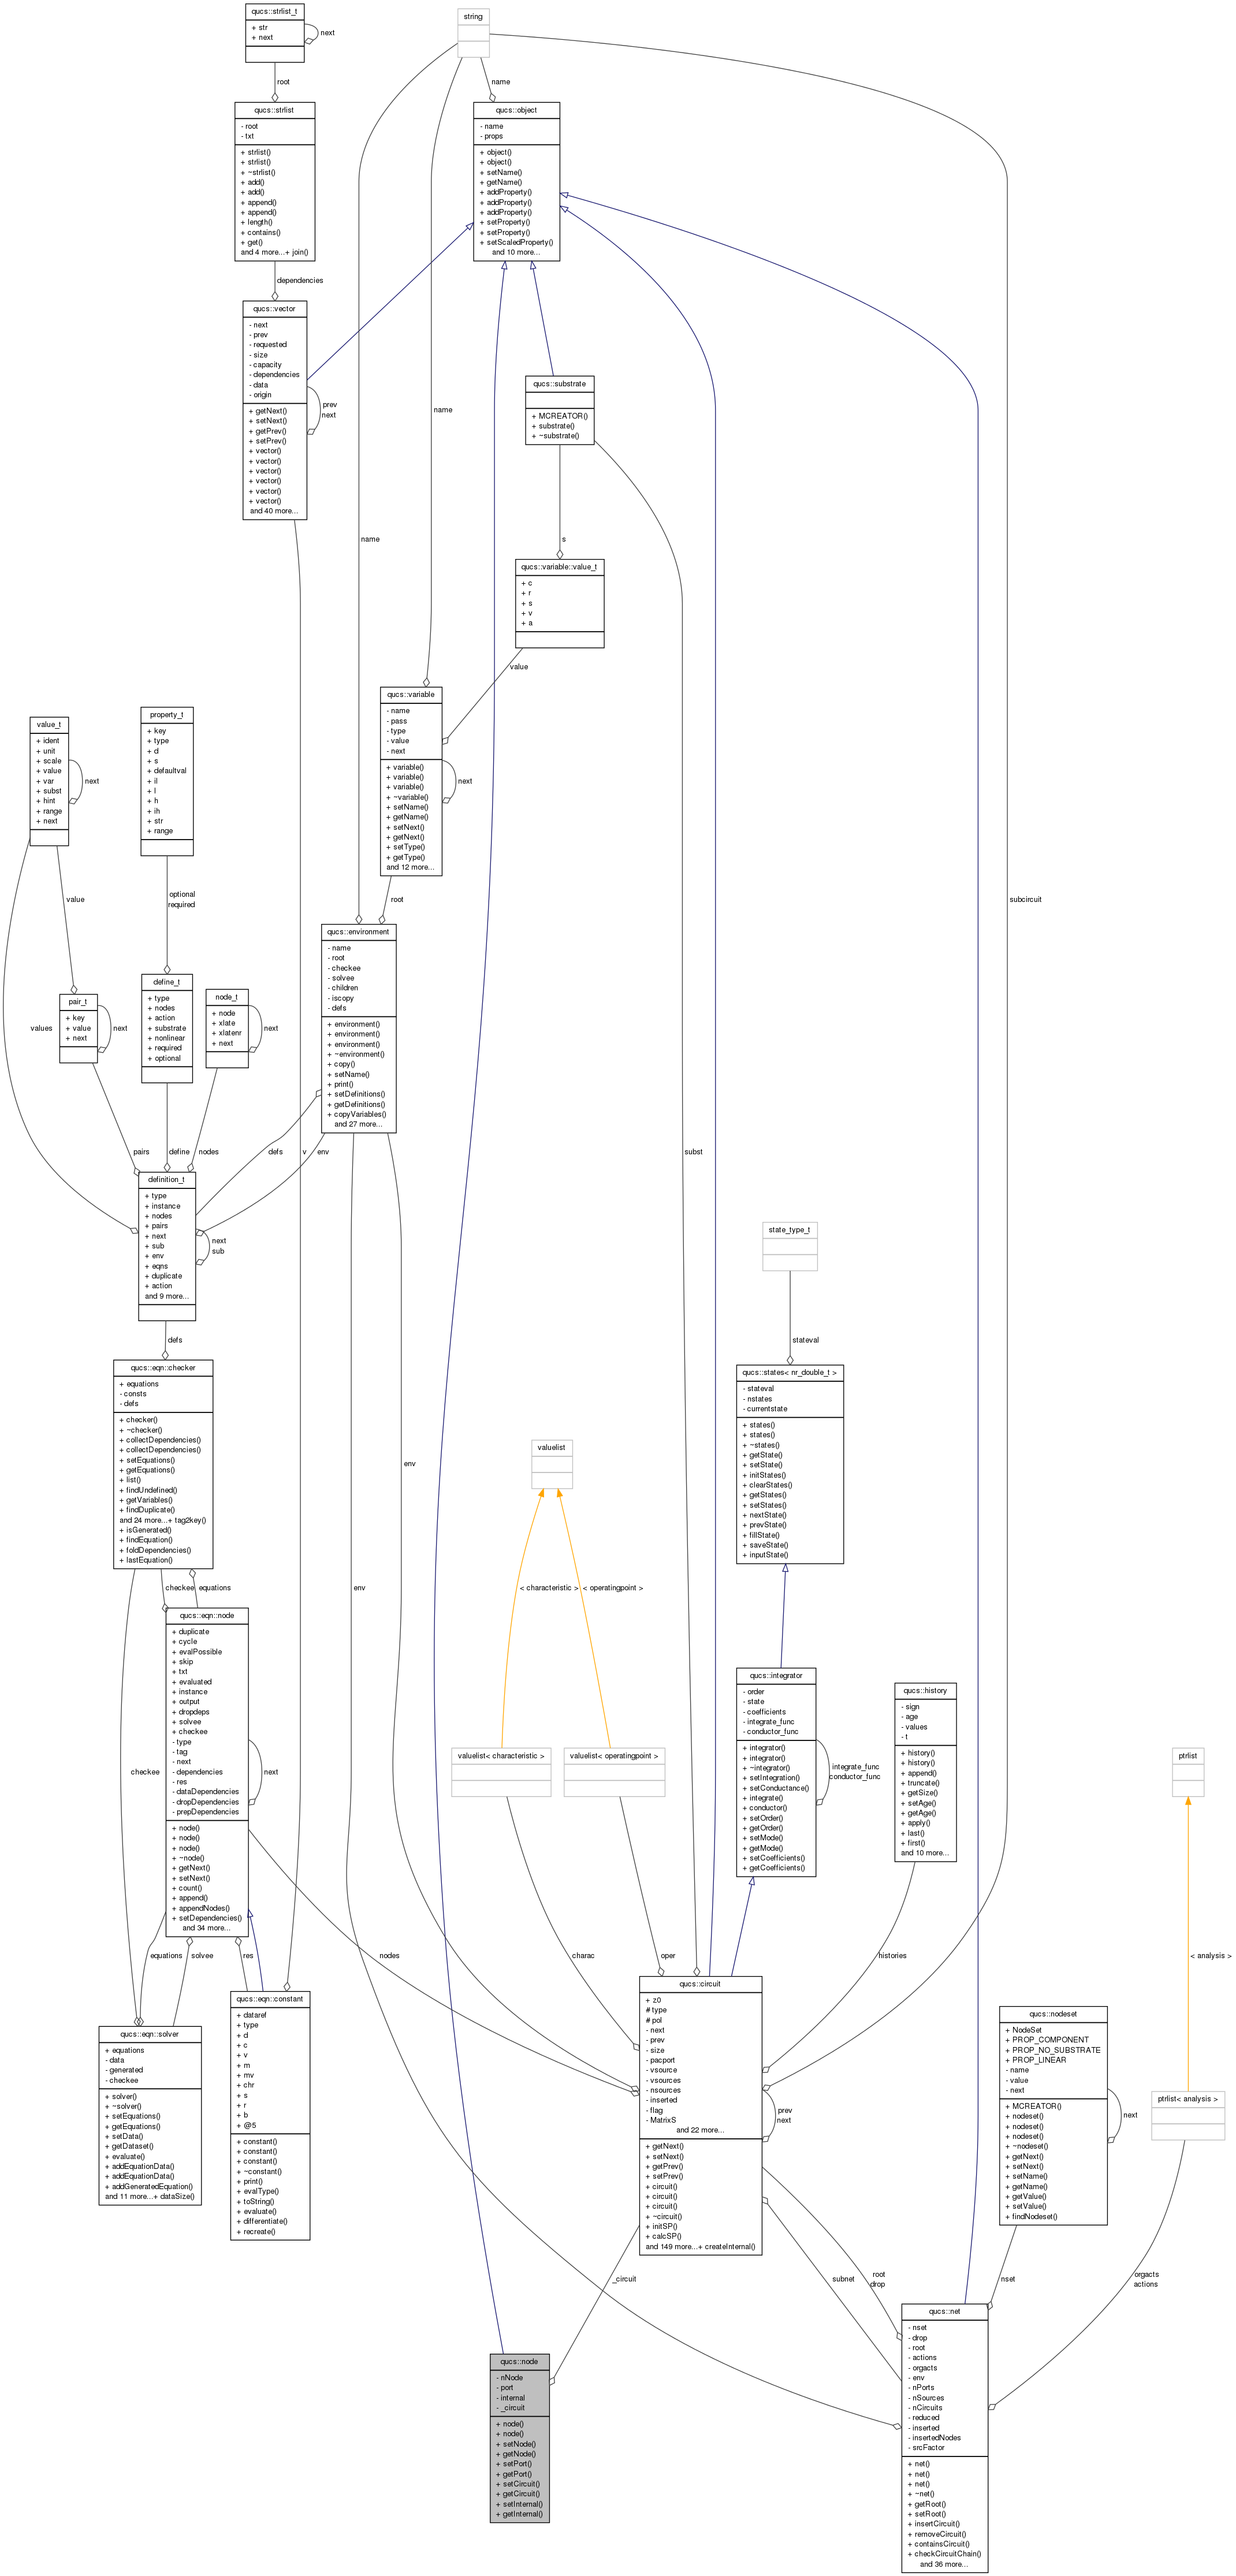 qucs::strlist_t
+ str
+ next
next
root
string
name
qucs::strlist
- root
- txt
+ strlist()
+ strlist()
+ ~strlist()
+ add()
+ add()
+ append()
+ append()
+ length()
+ contains()
+ get()
and 4 more...+ join()
qucs::object
- name
- props
+ object()
+ object()
+ setName()
+ getName()
+ addProperty()
+ addProperty()
+ addProperty()
+ setProperty()
+ setProperty()
+ setScaledProperty()
and 10 more...
dependencies
qucs::vector
- next
- prev
- requested
- size
- capacity
- dependencies
- data
- origin
+ getNext()
+ setNext()
+ getPrev()
+ setPrev()
+ vector()
+ vector()
+ vector()
+ vector()
+ vector()
+ vector()
and 40 more...
prev
next
name
qucs::substrate
+ MCREATOR()
+ substrate()
+ ~substrate()
name
s
qucs::variable::value_t
+ c
+ r
+ s
+ v
+ a
value
qucs::variable
- name
- pass
- type
- value
- next
+ variable()
+ variable()
+ variable()
+ ~variable()
+ setName()
+ getName()
+ setNext()
+ getNext()
+ setType()
+ getType()
and 12 more...
next
value_t
+ ident
+ unit
+ scale
+ value
+ var
+ subst
+ hint
+ range
+ next
next
property_t
+ key
+ type
+ d
+ s
+ defaultval
+ il
+ l
+ h
+ ih
+ str
+ range
value
optional
required
root
subcircuit
qucs::environment
- name
- root
- checkee
- solvee
- children
- iscopy
- defs
+ environment()
+ environment()
+ environment()
+ ~environment()
+ copy()
+ setName()
+ print()
+ setDefinitions()
+ getDefinitions()
+ copyVariables()
and 27 more...
values
pair_t
+ key
+ value
+ next
next
define_t
+ type
+ nodes
+ action
+ substrate
+ nonlinear
+ required
+ optional
node_t
+ node
+ xlate
+ xlatenr
+ next
next
pairs
define
nodes
defs
v
env
subst
definition_t
+ type
+ instance
+ nodes
+ pairs
+ next
+ sub
+ env
+ eqns
+ duplicate
+ action
and 9 more...
next
sub
state_type_t
defs
stateval
qucs::eqn::checker
+ equations
- consts
- defs
+ checker()
+ ~checker()
+ collectDependencies()
+ collectDependencies()
+ setEquations()
+ getEquations()
+ list()
+ findUndefined()
+ getVariables()
+ findDuplicate()
and 24 more...+ tag2key()
+ isGenerated()
+ findEquation()
+ foldDependencies()
+ lastEquation()
qucs::states< nr_double_t >
- stateval
- nstates
- currentstate
+ states()
+ states()
+ ~states()
+ getState()
+ setState()
+ initStates()
+ clearStates()
+ getStates()
+ setStates()
+ nextState()
+ prevState()
+ fillState()
+ saveState()
+ inputState()
env
valuelist
checkee
equations
env
< characteristic >
< operatingpoint >
qucs::eqn::node
+ duplicate
+ cycle
+ evalPossible
+ skip
+ txt
+ evaluated
+ instance
+ output
+ dropdeps
+ solvee
+ checkee
- type
- tag
- next
- dependencies
- res
- dataDependencies
- dropDependencies
- prepDependencies
+ node()
+ node()
+ node()
+ ~node()
+ getNext()
+ setNext()
+ count()
+ append()
+ appendNodes()
+ setDependencies()
and 34 more...
next
checkee
qucs::integrator
- order
- state
- coefficients
- integrate_func
- conductor_func
+ integrator()
+ integrator()
+ ~integrator()
+ setIntegration()
+ setConductance()
+ integrate()
+ conductor()
+ setOrder()
+ getOrder()
+ setMode()
+ getMode()
+ setCoefficients()
+ getCoefficients()
integrate_func
conductor_func
qucs::history
- sign
- age
- values
- t
+ history()
+ history()
+ append()
+ truncate()
+ getSize()
+ setAge()
+ getAge()
+ apply()
+ last()
+ first()
and 10 more...
valuelist< characteristic >
valuelist< operatingpoint >
ptrlist
equations
solvee
res
nodes
charac
oper
histories
< analysis >
qucs::eqn::solver
+ equations
- data
- generated
- checkee
+ solver()
+ ~solver()
+ setEquations()
+ getEquations()
+ setData()
+ getDataset()
+ evaluate()
+ addEquationData()
+ addEquationData()
+ addGeneratedEquation()
and 11 more...+ dataSize()
qucs::eqn::constant
+ dataref
+ type
+ d
+ c
+ v
+ m
+ mv
+ chr
+ s
+ r
+ b
+ @5
+ constant()
+ constant()
+ constant()
+ ~constant()
+ print()
+ evalType()
+ toString()
+ evaluate()
+ differentiate()
+ recreate()
qucs::circuit
+ z0
# type
# pol
- next
- prev
- size
- pacport
- vsource
- vsources
- nsources
- inserted
- flag
- MatrixS
and 22 more...
+ getNext()
+ setNext()
+ getPrev()
+ setPrev()
+ circuit()
+ circuit()
+ circuit()
+ ~circuit()
+ initSP()
+ calcSP()
and 149 more...+ createInternal()
prev
next
qucs::nodeset
+ NodeSet
+ PROP_COMPONENT
+ PROP_NO_SUBSTRATE
+ PROP_LINEAR
- name
- value
- next
+ MCREATOR()
+ nodeset()
+ nodeset()
+ nodeset()
+ ~nodeset()
+ getNext()
+ setNext()
+ setName()
+ getName()
+ getValue()
+ setValue()
+ findNodeset()
next
ptrlist< analysis >
_circuit
subnet
root
drop
nset
orgacts
actions
qucs::node
- nNode
- port
- internal
- _circuit
+ node()
+ node()
+ setNode()
+ getNode()
+ setPort()
+ getPort()
+ setCircuit()
+ getCircuit()
+ setInternal()
+ getInternal()
qucs::net
- nset
- drop
- root
- actions
- orgacts
- env
- nPorts
- nSources
- nCircuits
- reduced
- inserted
- insertedNodes
- srcFactor
+ net()
+ net()
+ net()
+ ~net()
+ getRoot()
+ setRoot()
+ insertCircuit()
+ removeCircuit()
+ containsCircuit()
+ checkCircuitChain()
and 36 more...